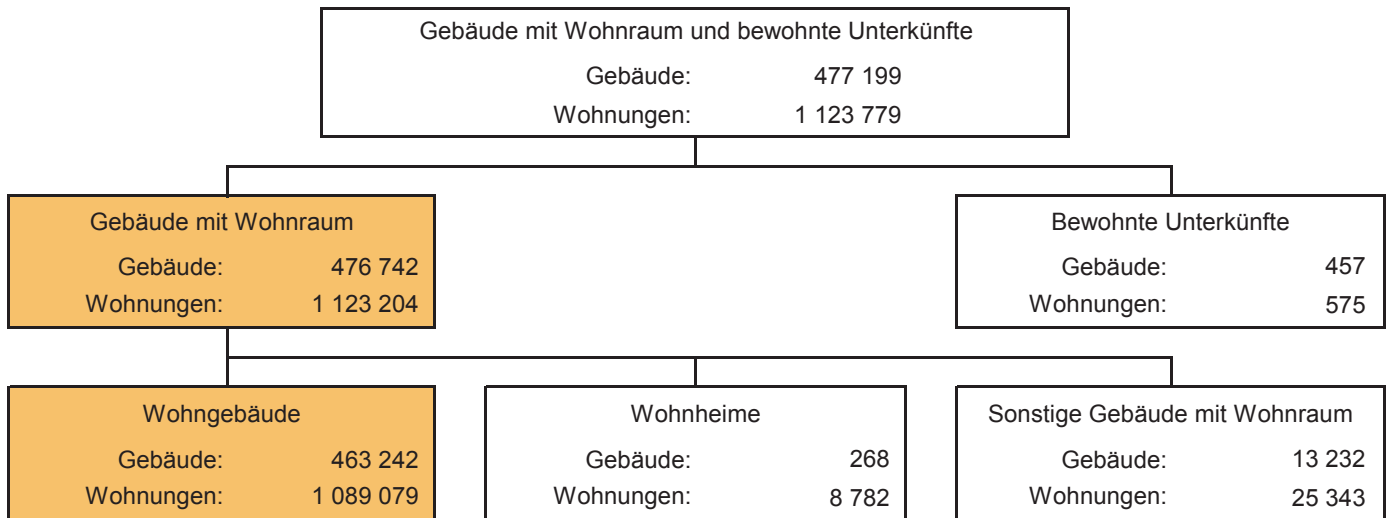 Gebäude mit Wohnraum und bewohnte Unterkünfte
Gebäude: 477 199
Wohnungen: 1 123 779
Gebäude mit Wohnraum
Gebäude: 476 742
Wohnungen: 1 123 204
Bewohnte Unterkünfte
Gebäude: 457
Wohnungen: 575
Wohngebäude
Gebäude: 463 242
Wohnungen: 1 089 079
Wohnheime
Gebäude: 268
Wohnungen: 8 782
Sonstige Gebäude mit Wohnraum
Gebäude: 13 232
Wohnungen: 25 343